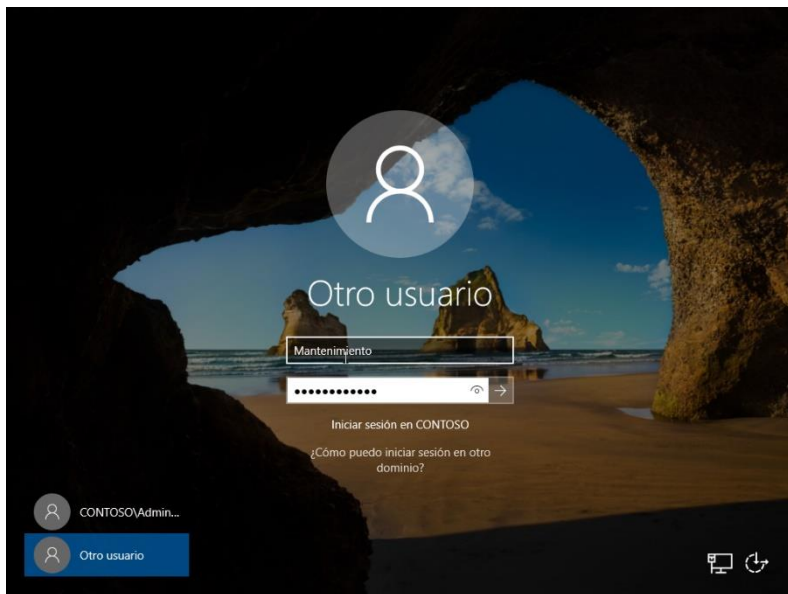 Otro usuario
Mantenimiento
Iniciar sesión en CONTOSO
¿Cómo puedo iniciar sesión en otro
dominio?
CONTOSO\Admin...
Otro usuario